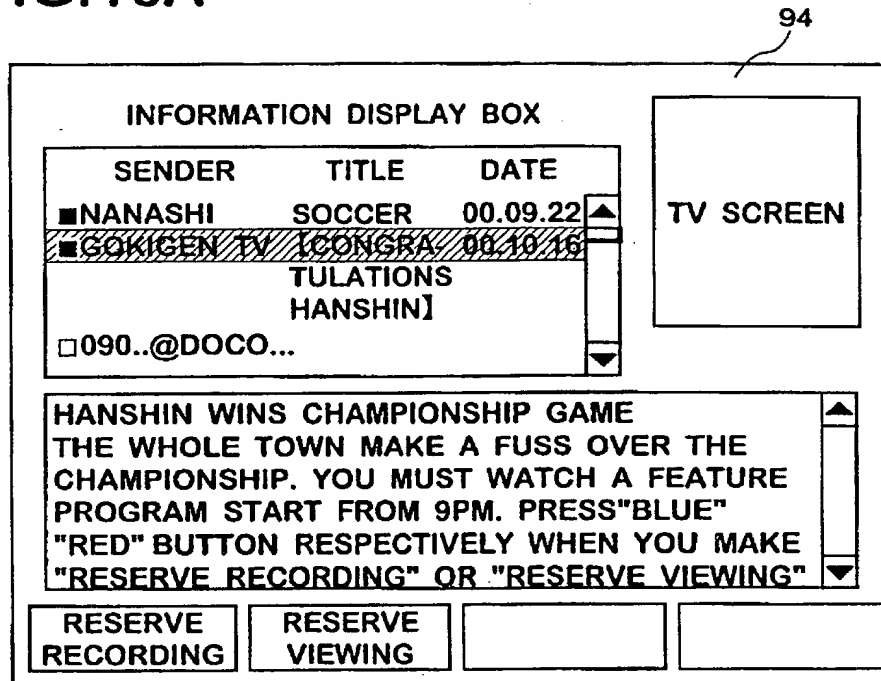 94
INFORMATION DISPLAY BOX
SENDER TITLE DATE
■NANASHI SOCCER 00.09.22
■GOKIGEN TV 【CONGRA- 00.10.16
TULATIONS
HANSHIN】
□090..@DOCO...
TV SCREEN
HANSHIN WINS CHAMPIONSHIP GAME
THE WHOLE TOWN MAKE A FUSS OVER THE
CHAMPIONSHIP. YOU MUST WATCH A FEATURE
PROGRAM START FROM 9PM. PRESS"BLUE"
"RED" BUTTON RESPECTIVELY WHEN YOU MAKE
"RESERVE RECORDING" OR "RESERVE VIEWING"
RESERVE
RECORDING
RESERVE
VIEWING